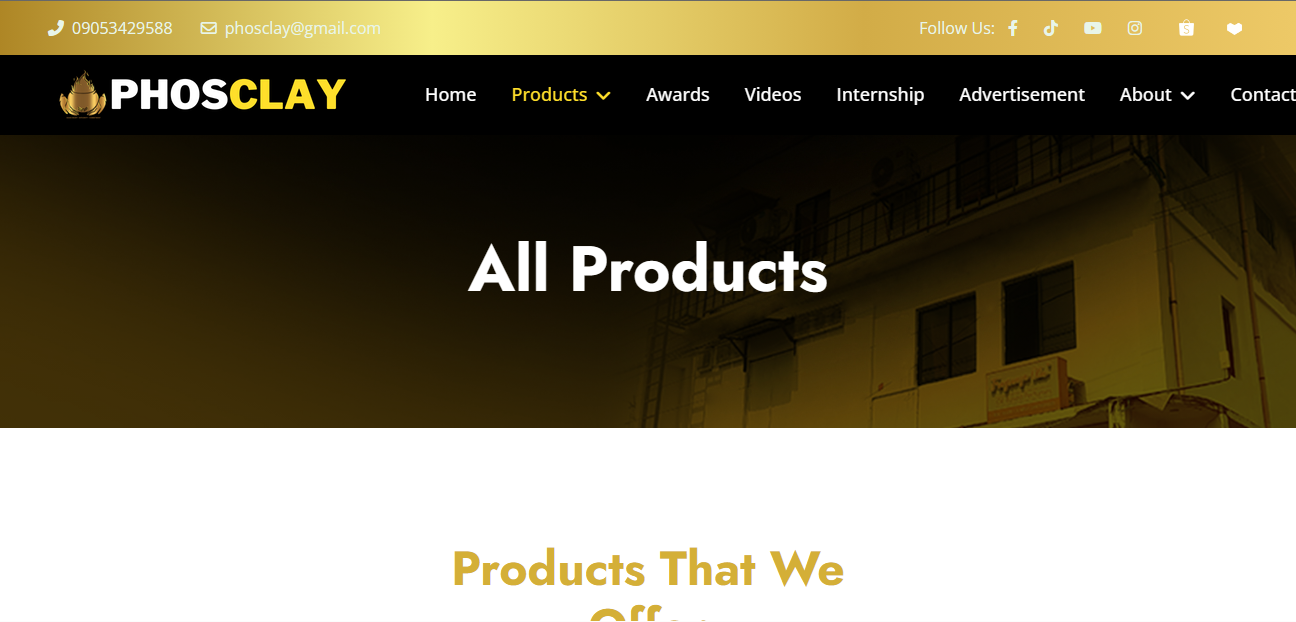 09053429588 phosclay@gmail.com Follow Us:
PHOSCLAY Home Products Awards Videos Internship Advertisement About Contact
All Products
Products That We